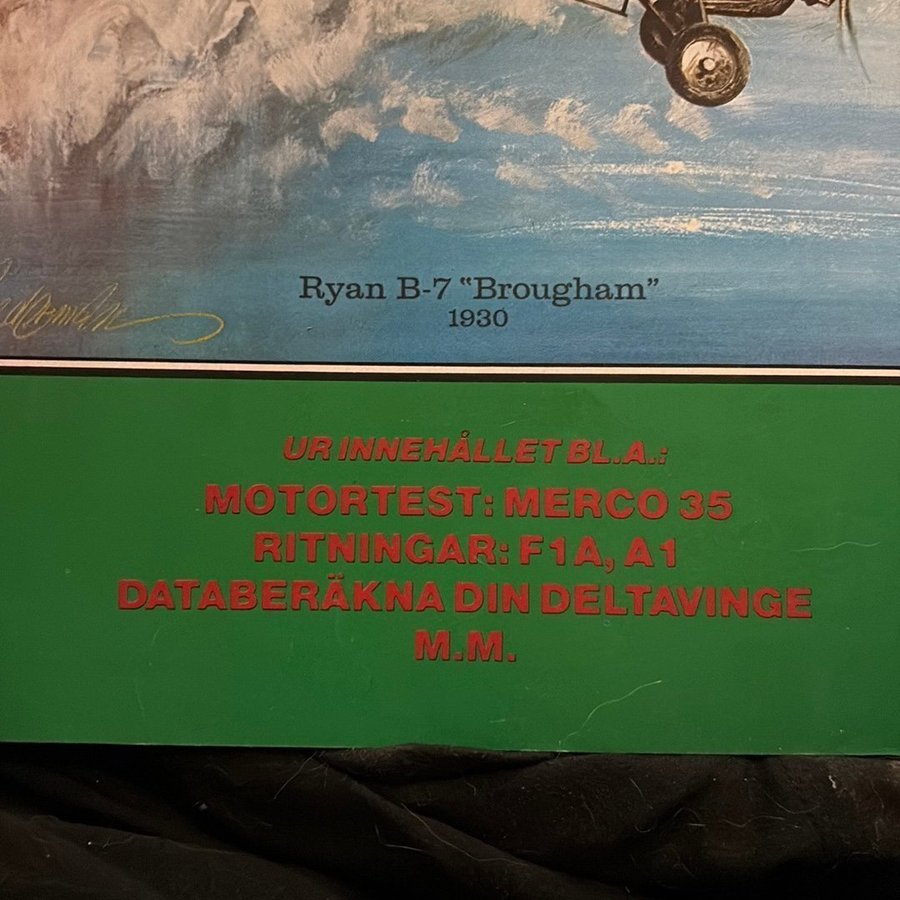 Ryan B-7 “Brougham”
1930
UR INNEHÅLLET BL.A.:
MOTORTEST: MERCO 35
RITNINGAR: F1A, A1
DATABERÄKNA DIN DELTAVINGE
M.M.